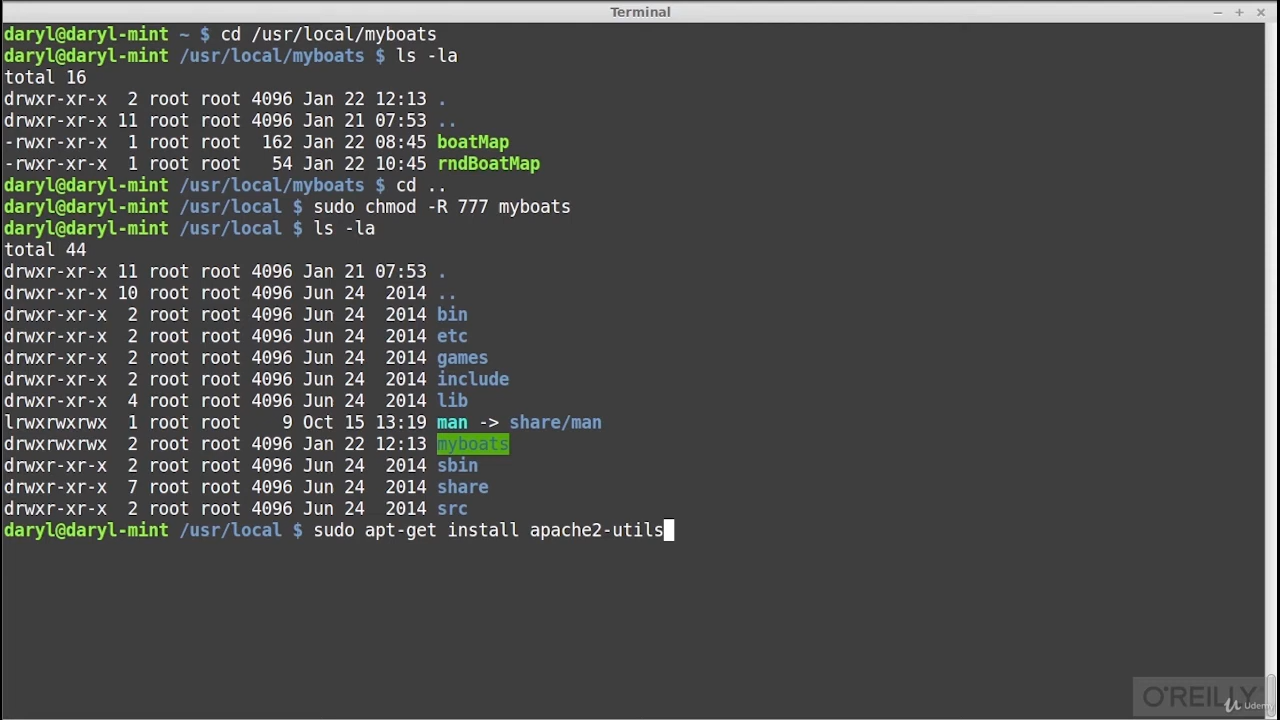 Terminal
daryl@daryl-mint ~ $ cd /usr/local/myboats
daryl@daryl-mint /usr/local/myboats $ ls -la
total 16
drwxr-xr-x  2 root root 4096 Jan 22 12:13 .
drwxr-xr-x 11 root root 4096 Jan 21 07:53 ..
-rwxr-xr-x  1 root root  162 Jan 22 08:45 boatMap
-rwxr-xr-x  1 root root   54 Jan 22 10:45 rndBoatMap
daryl@daryl-mint /usr/local/myboats $ cd ..
daryl@daryl-mint /usr/local $ sudo chmod -R 777 myboats
daryl@daryl-mint /usr/local $ ls -la
total 44
drwxr-xr-x 11 root root 4096 Jan 21 07:53 .
drwxr-xr-x 10 root root 4096 Jun 24  2014 ..
drwxr-xr-x  2 root root 4096 Jun 24  2014 bin
drwxr-xr-x  2 root root 4096 Jun 24  2014 etc
drwxr-xr-x  2 root root 4096 Jun 24  2014 games
drwxr-xr-x  2 root root 4096 Jun 24  2014 include
drwxr-xr-x  4 root root 4096 Jun 24  2014 lib
lrwxrwxrwx  1 root root    9 Oct 15 13:19 man -> share/man
drwxrwxrwx  2 root root 4096 Jan 22 12:13 myboats
drwxr-xr-x  2 root root 4096 Jun 24  2014 sbin
drwxr-xr-x  7 root root 4096 Jun 24  2014 share
drwxr-xr-x  2 root root 4096 Jun 24  2014 src
daryl@daryl-mint /usr/local $ sudo apt-get install apache2-utils
O'REILLY
Udemy